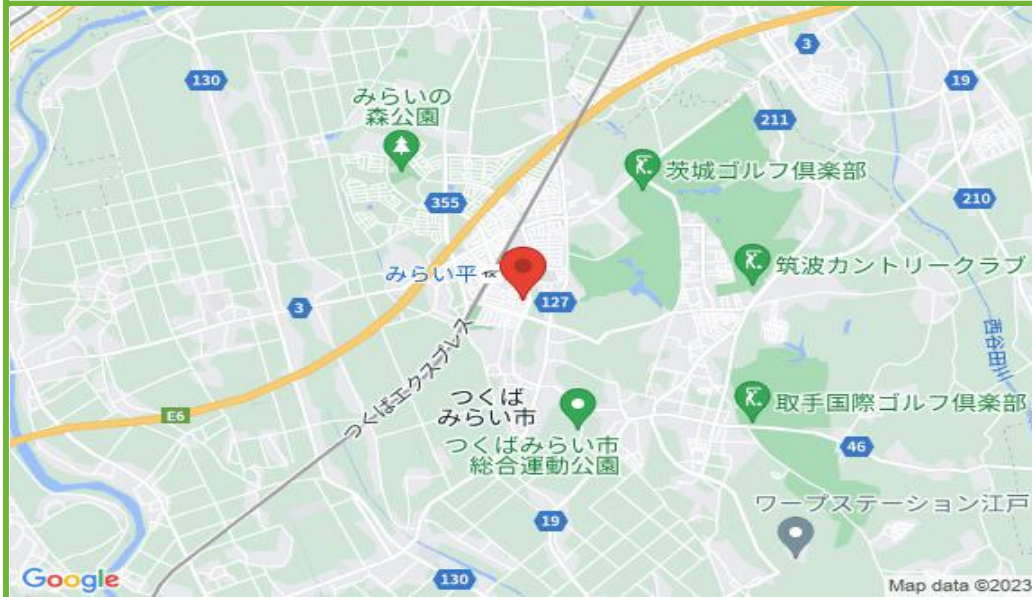 3
130
19
みらいの
森公園
211
茨城ゴルフ倶楽部
355
210
筑波カントリークラブ
みらい平
127
3
西谷田川
つくばエクスプレス
つくば
みらい市
取手国際ゴルフ倶楽部
E6
つくばみらい市
総合運動公園
46
ワープステーション江戸
19
130
Google
Map data ©2023